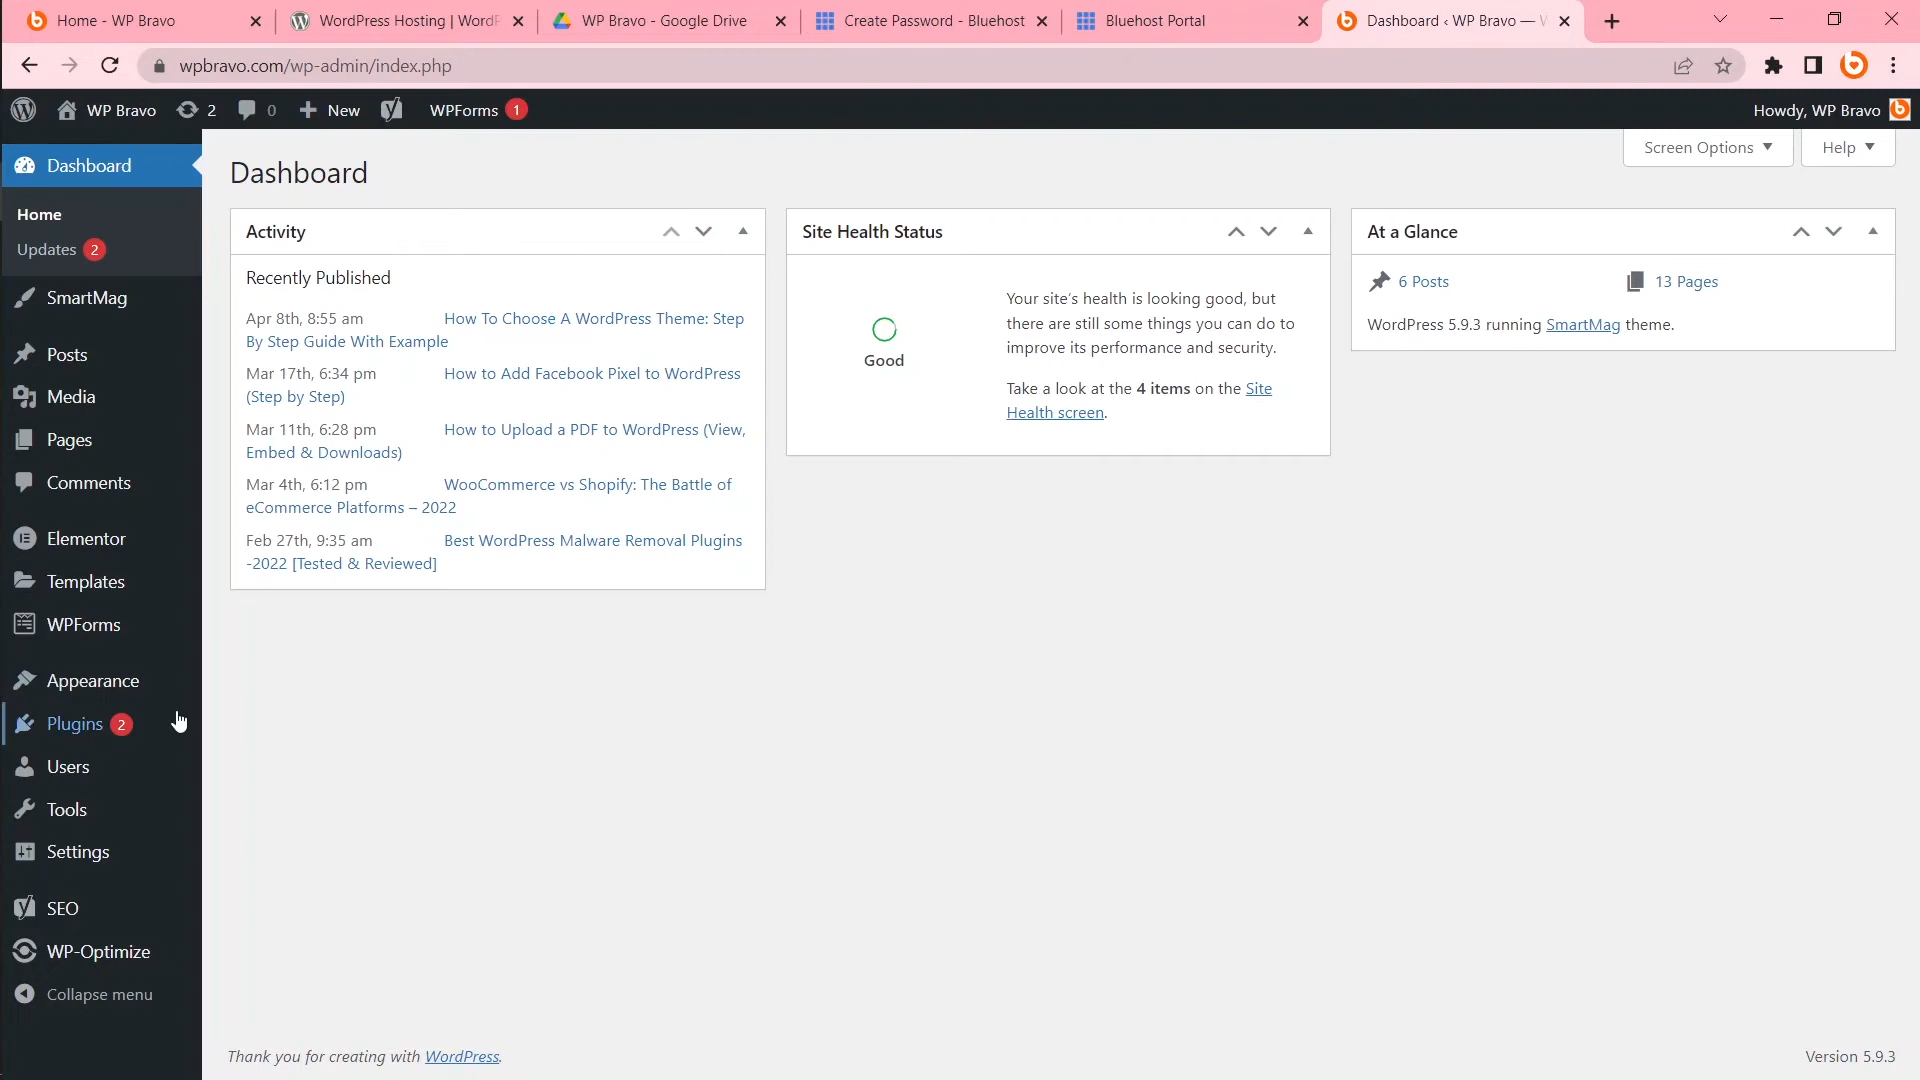 Home - WP Bravo
WordPress Hosting | WordP
WP Bravo - Google Drive
Create Password - Bluehost
Bluehost Portal
Dashboard ‹ WP Bravo — W
wpbravo.com/wp-admin/index.php
WP Bravo
2
0
New
WPForms
1
Howdy, WP Bravo
Dashboard
Home
Updates 2
SmartMag
Posts
Media
Pages
Comments
Elementor
Templates
WPForms
Appearance
Plugins 2
Users
Tools
Settings
SEO
WP-Optimize
Collapse menu
Screen Options
Help
Dashboard
Activity
Recently Published
Apr 8th, 8:55 am How To Choose A WordPress Theme: Step
By Step Guide With Example
Mar 17th, 6:34 pm How to Add Facebook Pixel to WordPress
(Step by Step)
Mar 11th, 6:28 pm How to Upload a PDF to WordPress (View,
Embed & Downloads)
Mar 4th, 6:12 pm WooCommerce vs Shopify: The Battle of
eCommerce Platforms – 2022
Feb 27th, 9:35 am Best WordPress Malware Removal Plugins
-2022 [Tested & Reviewed]
Site Health Status
Good
Your site's health is looking good, but
there are still some things you can do to
improve its performance and security.
Take a look at the 4 items on the Site
Health screen.
At a Glance
6 Posts
13 Pages
WordPress 5.9.3 running SmartMag theme.
Thank you for creating with WordPress.
Version 5.9.3